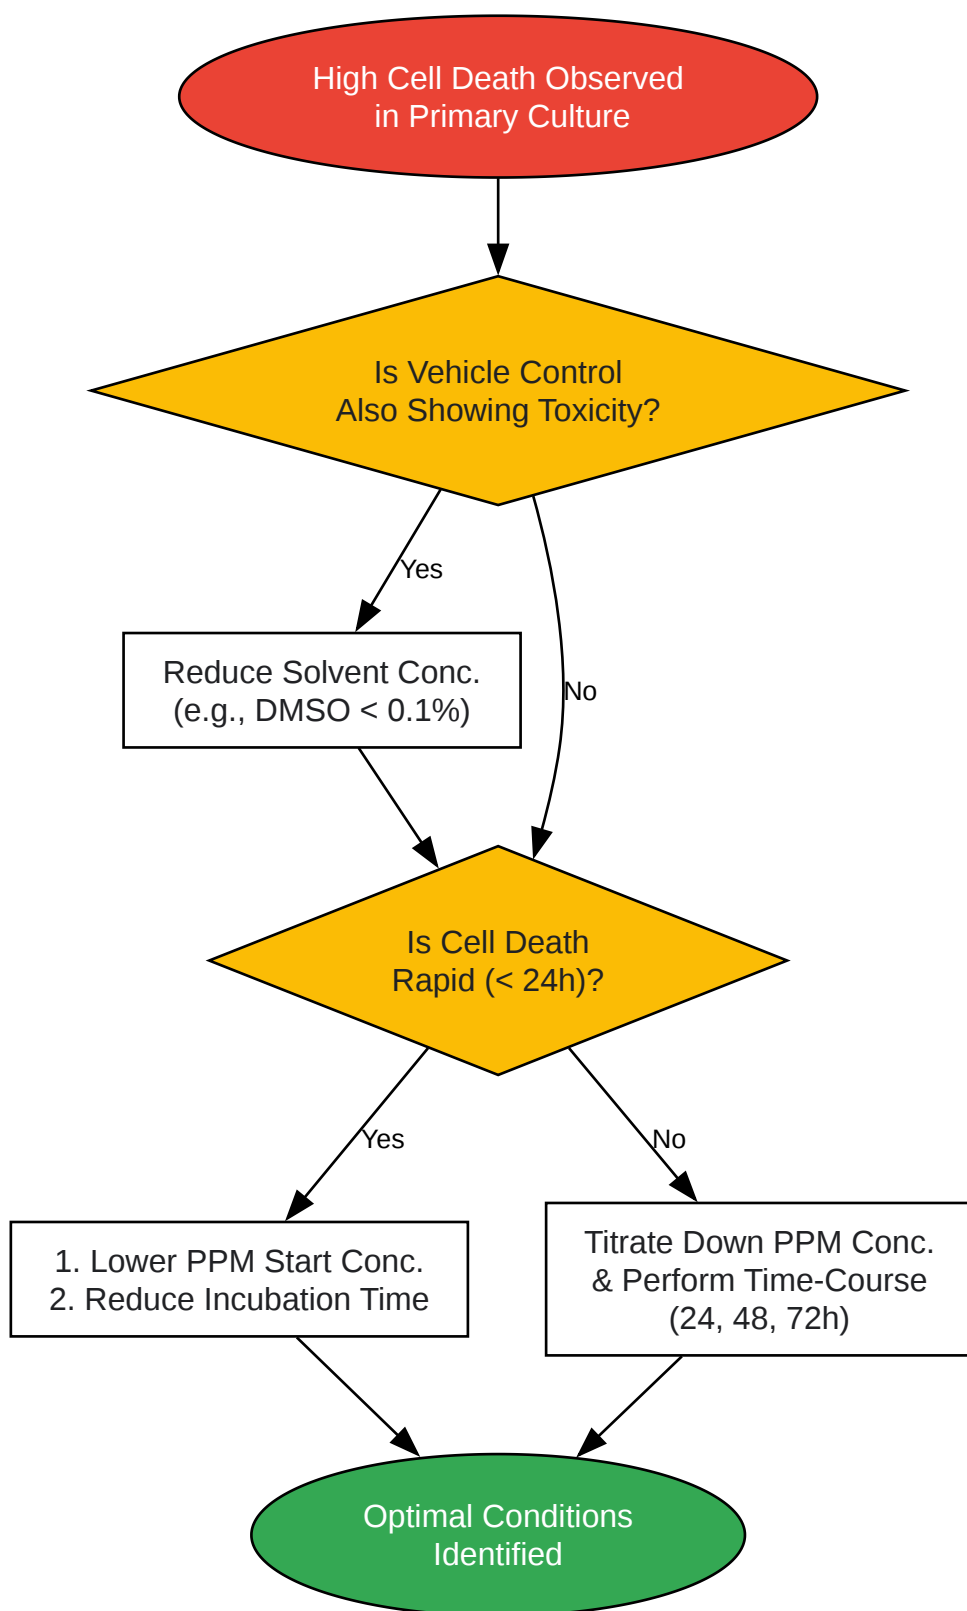 High Cell Death Observed
in Primary Culture
Is Vehicle Control
Also Showing Toxicity?
Yes
Reduce Solvent Conc.
(e.g., DMSO < 0.1%)
No
Is Cell Death
Rapid (< 24h)?
Yes
No
1. Lower PPM Start Conc.
2. Reduce Incubation Time
Titrate Down PPM Conc.
& Perform Time-Course
(24, 48, 72h)
Optimal Conditions
Identified